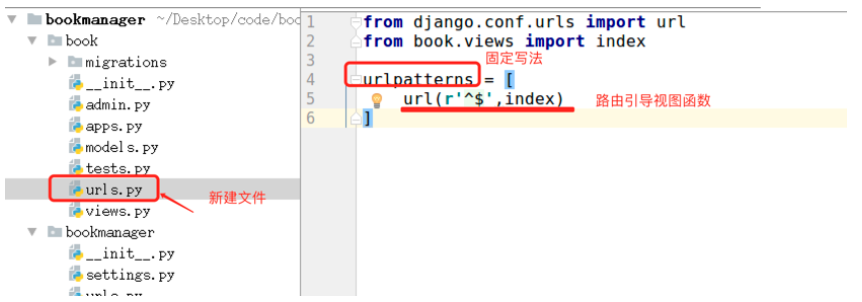 bookmanager ~/Desktop/code/boo
book
migrations
__init__.py
admin.py
apps.py
models.py
tests.py
urls.py
新建文件
views.py
bookmanager
__init__.py
settings.py
urls.py
1 from django.conf.urls import url
2 from book.views import index
3
固定写法
4 urlpatterns = [
5 url(r'^$',index) 路由引导视图函数
6 ]